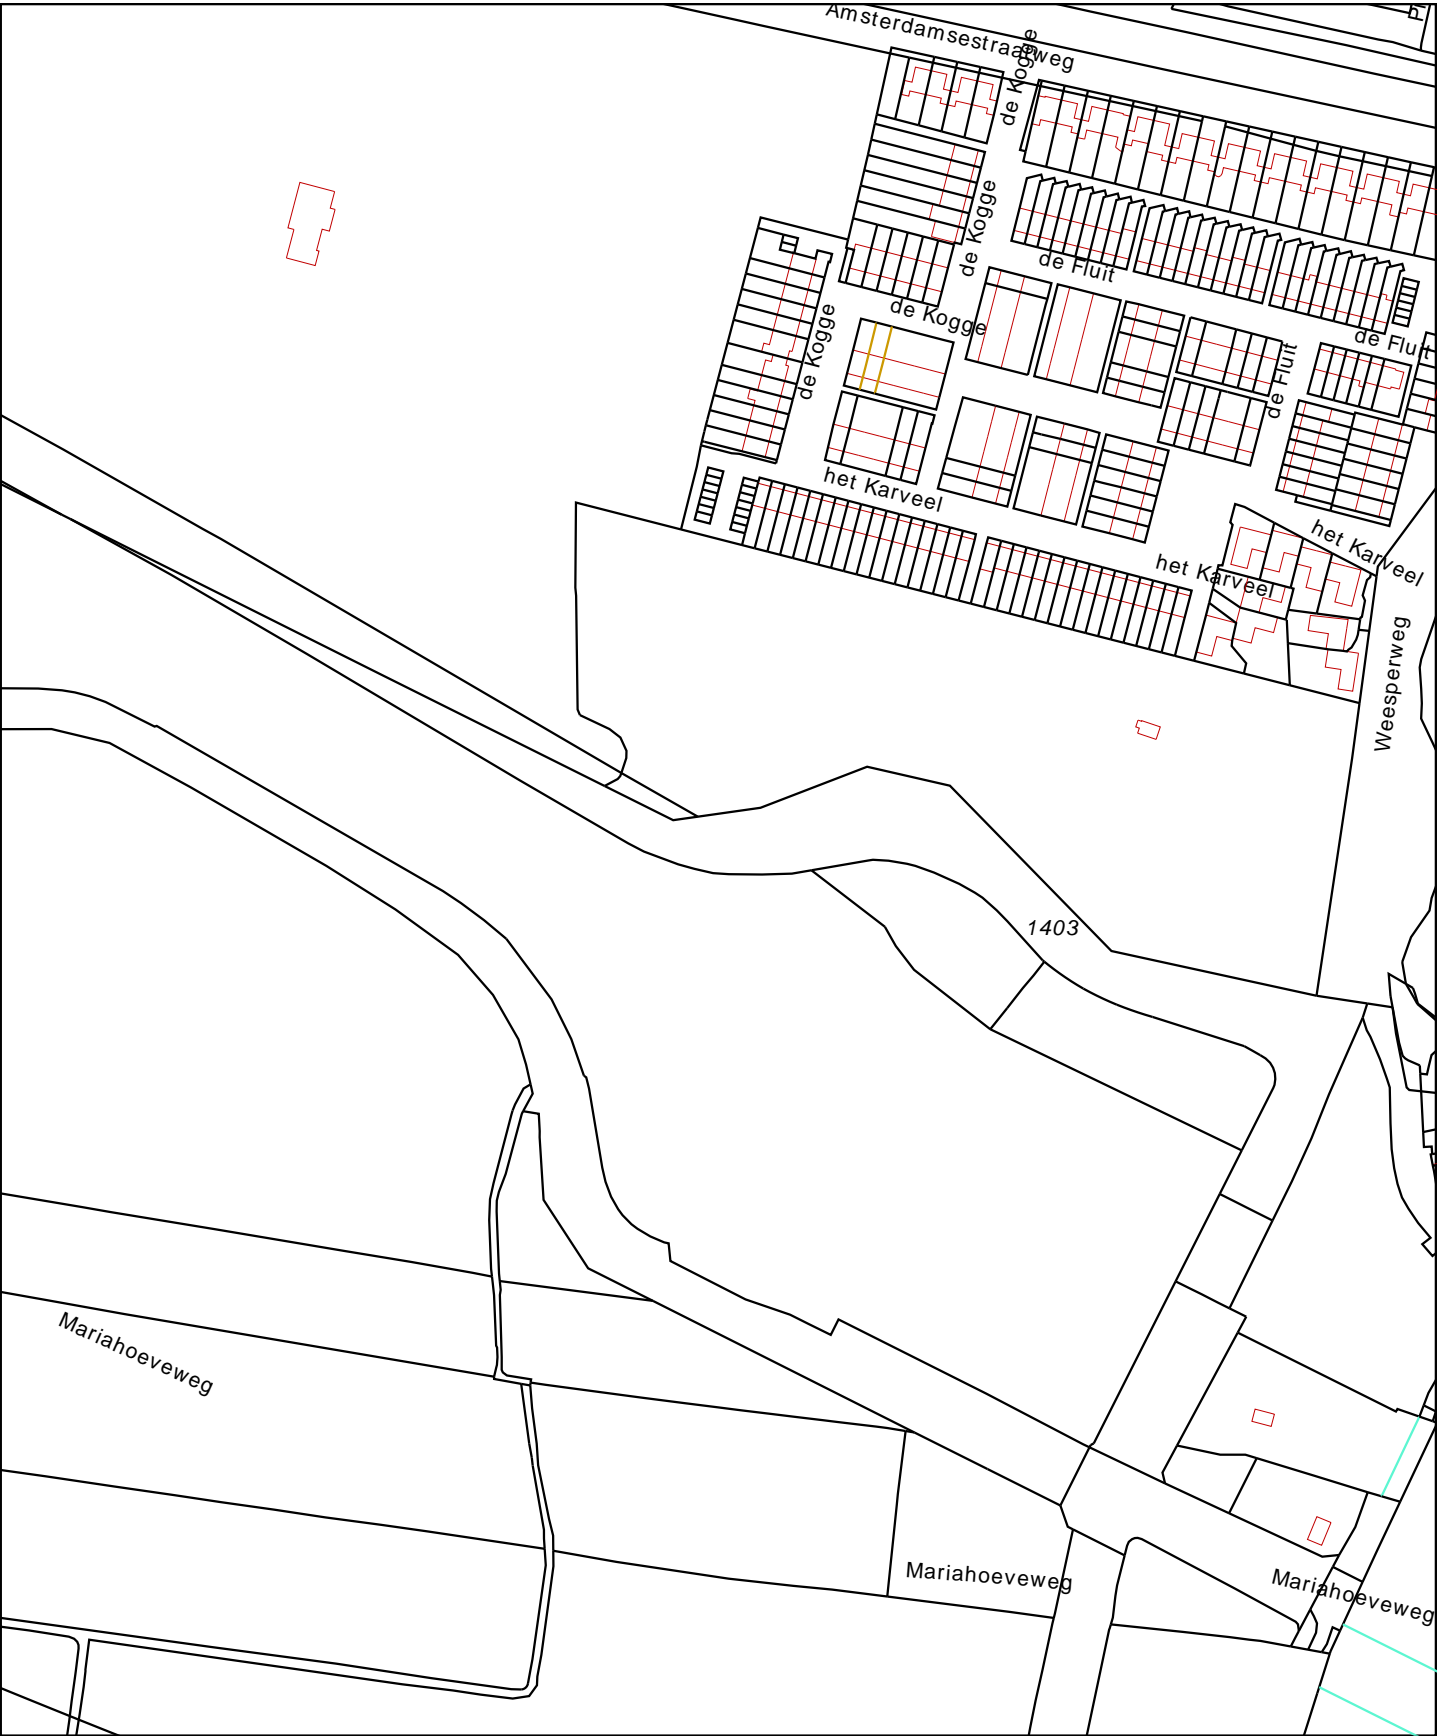 Amsterdamsestraatweg
de Kogge
de Kogge
de Fluit
de Kogge
de Kogge
de Fluit
de Fluit
het Karveel
het Karveel
het Karveel
Weesperweg
1403
Mariahoeveweg
Mariahoeveweg
Mariahoeveweg